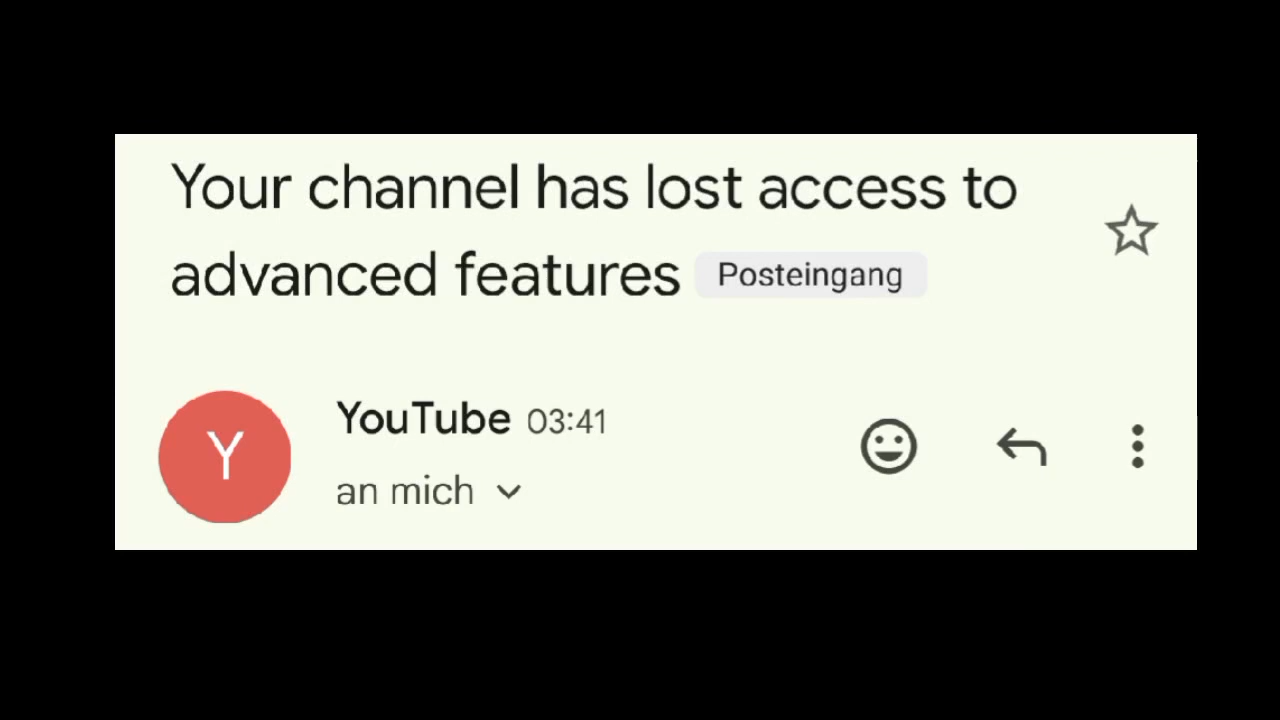 Your channel has lost access to
advanced features Posteingang
Y
YouTube 03:41
an mich